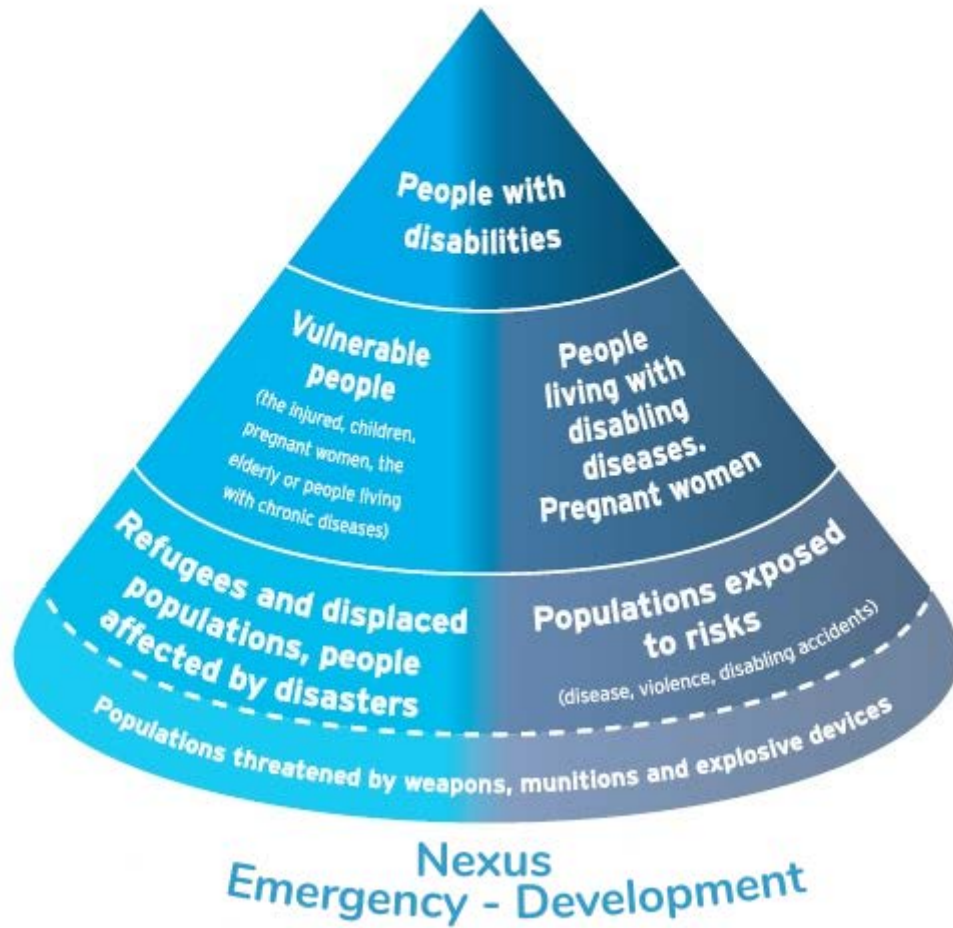 People with
disabilities
Vulnerable
people
(the injured, children,
pregnant women, the
elderly or people living
with chronic diseases)
People
living with
disabling
diseases.
Pregnant women
Refugees and displaced
populations, people
affected by disasters
Populations exposed
to risks
(disease, violence, disabling accidents)
Populations threatened by weapons, munitions and explosive devices
Nexus
Emergency - Development